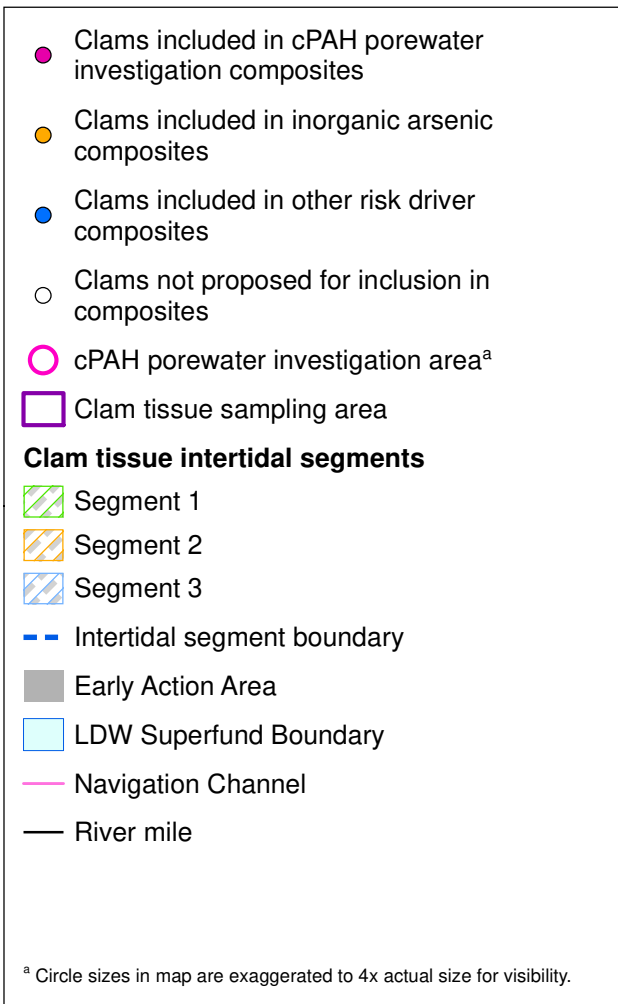 Clams included in cPAH porewater
investigation composites
Clams included in inorganic arsenic
composites
Clams included in other risk driver
composites
Clams not proposed for inclusion in
composites
cPAH porewater investigation areaᵃ
Clam tissue sampling area
Clam tissue intertidal segments
Segment 1
Segment 2
Segment 3
Intertidal segment boundary
Early Action Area
LDW Superfund Boundary
Navigation Channel
River mile
ᵃ Circle sizes in map are exaggerated to 4x actual size for visibility.